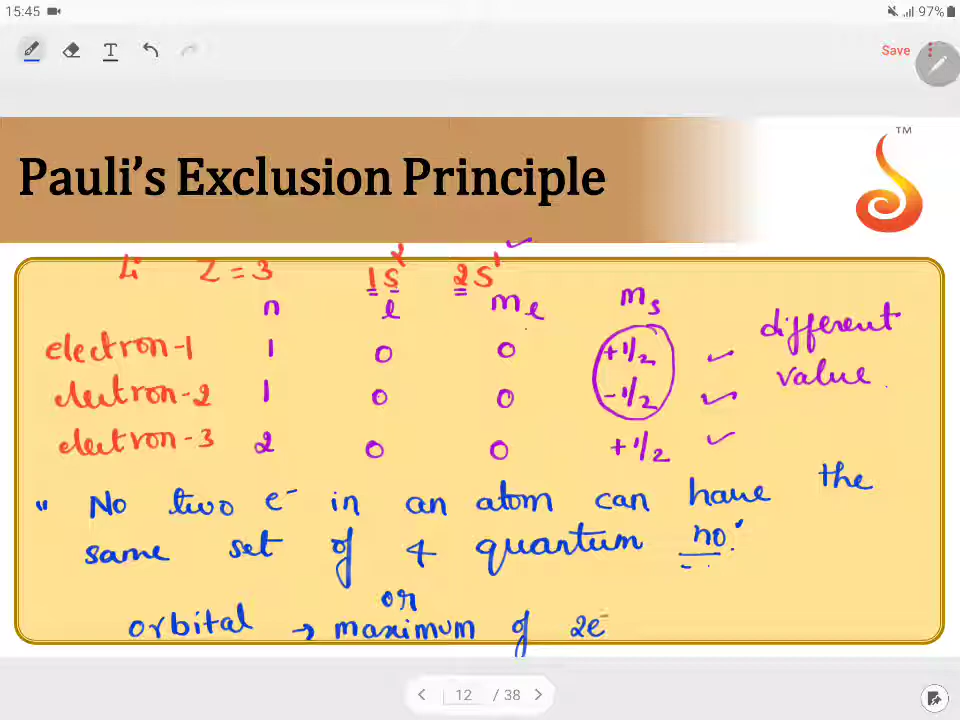 15:45 97%
T Save
TM
Pauli's Exclusion Principle
Li Z = 3 1s² 2s¹
n l mₗ mₛ
electron-1 1 0 0 +1/2 different
electron-2 1 0 0 -1/2 value
electron-3 2 0 0 +1/2
" No two e⁻ in an atom can have the
same set of 4 quantum no."
or
orbital → maximum of 2e⁻
12 / 38